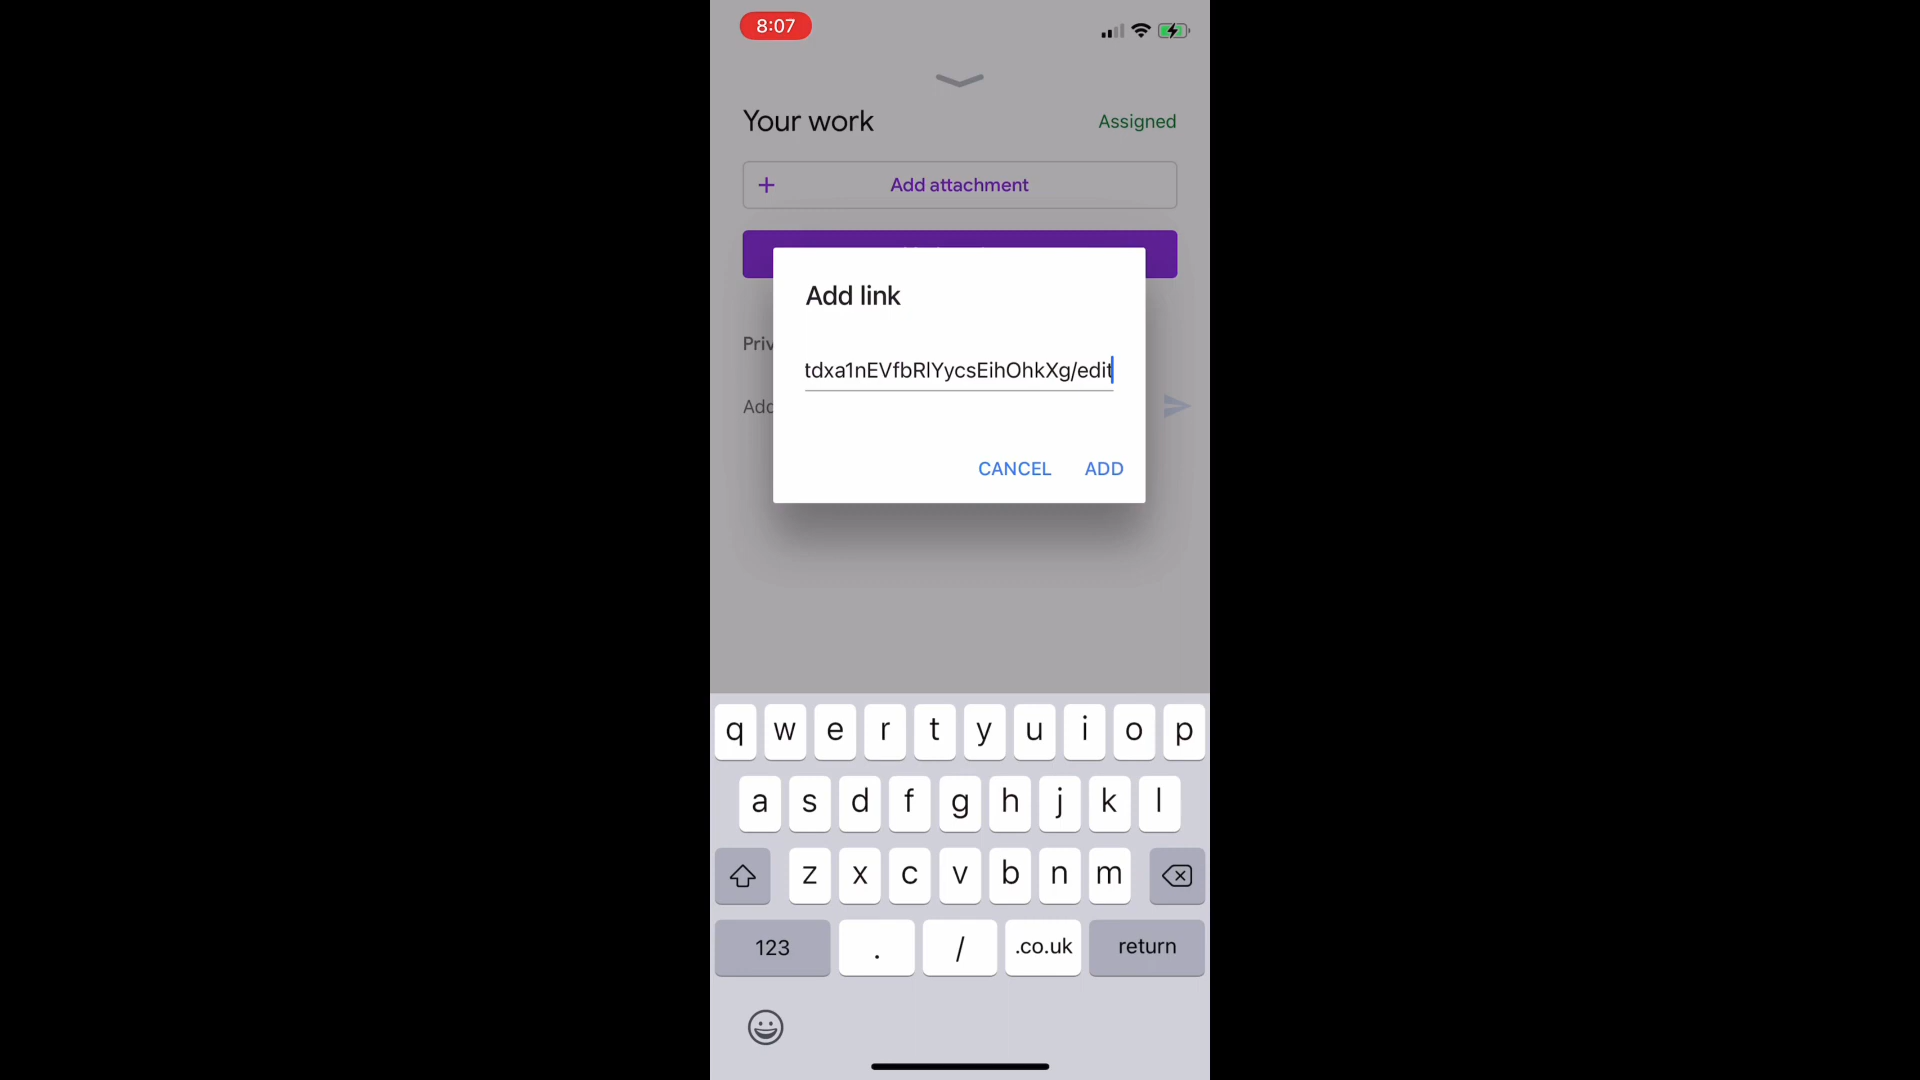 8:07
Your work
Assigned
+ Add attachment
Add link
Priv
tdxa1nEVfbRlYycsEihOhkXg/edit
Add
CANCEL ADD
q w e r t y u i o p
a s d f g h j k l
z x c v b n m
123 . / .co.uk return